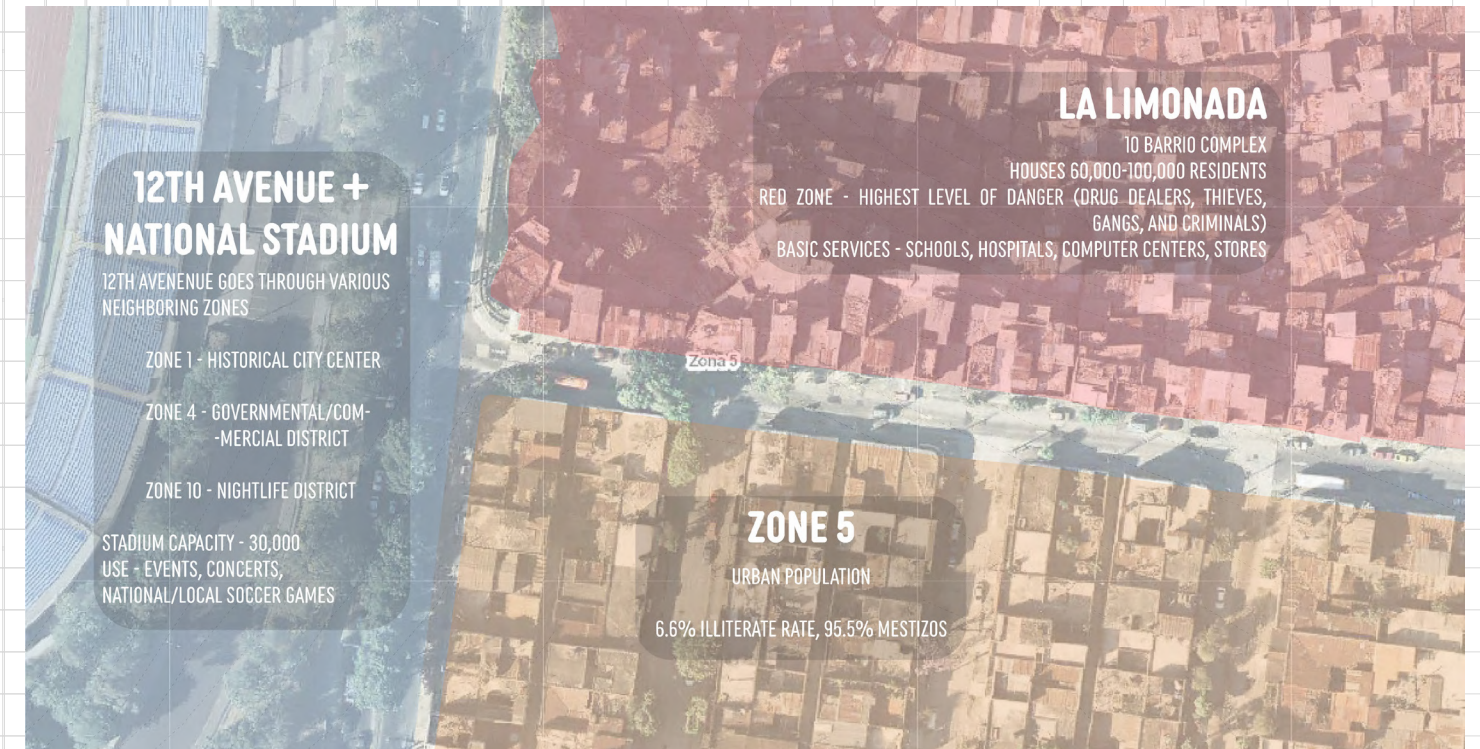 12TH AVENUE +
NATIONAL STADIUM
12TH AVENENUE GOES THROUGH VARIOUS
NEIGHBORING ZONES
ZONE 1 - HISTORICAL CITY CENTER
ZONE 4 - GOVERNMENTAL/COM-
-MERCIAL DISTRICT
ZONE 10 - NIGHTLIFE DISTRICT
STADIUM CAPACITY - 30,000
USE - EVENTS, CONCERTS,
NATIONAL/LOCAL SOCCER GAMES
LA LIMONADA
10 BARRIO COMPLEX
HOUSES 60,000-100,000 RESIDENTS
RED ZONE - HIGHEST LEVEL OF DANGER (DRUG DEALERS, THIEVES,
GANGS, AND CRIMINALS)
BASIC SERVICES - SCHOOLS, HOSPITALS, COMPUTER CENTERS, STORES
Zona 5
ZONE 5
URBAN POPULATION
6.6% ILLITERATE RATE, 95.5% MESTIZOS